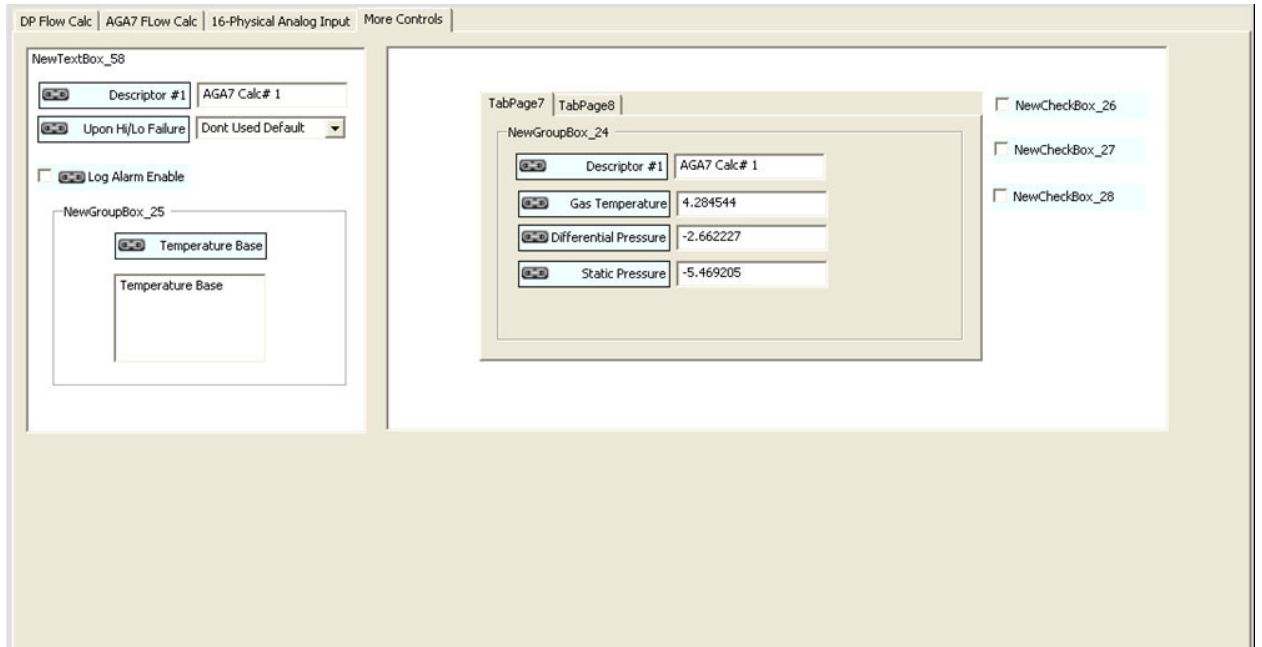 DP Flow Calc
AGA7 FLow Calc
16-Physical Analog Input
More Controls
NewTextBox_58
Descriptor #1
AGA7 Calc# 1
Upon Hi/Lo Failure
Dont Used Default
Log Alarm Enable
NewGroupBox_25
Temperature Base
Temperature Base
TabPage7
TabPage8
NewGroupBox_24
Descriptor #1
AGA7 Calc# 1
Gas Temperature
4.284544
Differential Pressure
-2.662227
Static Pressure
-5.469205
NewCheckBox_26
NewCheckBox_27
NewCheckBox_28